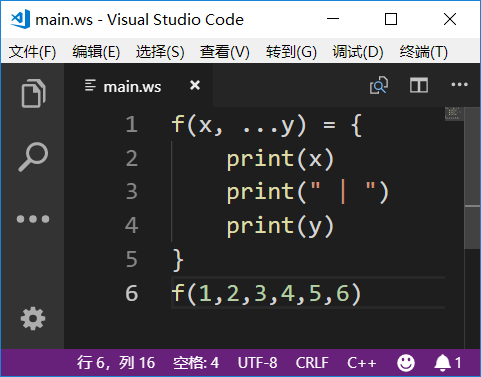 main.ws - Visual Studio Code
文件(F) 编辑(E) 选择(S) 查看(V) 转到(G) 调试(D) 终端(T)
main.ws
1 f(x, ...y) = {
2     print(x)
3     print(" | ")
4     print(y)
5 }
6 f(1,2,3,4,5,6)
行 6，列 16 空格: 4 UTF-8 CRLF C++ 1